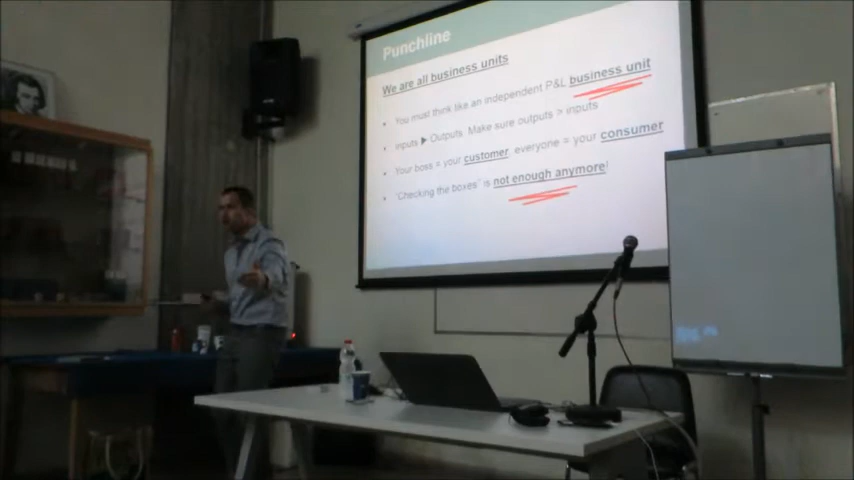 Punchline
We are all business units
• You must think like an independent P&L business unit
• Inputs ▶ Outputs. Make sure outputs > inputs
• Your boss = your customer, everyone = your consumer
• "Checking the boxes" is not enough anymore!